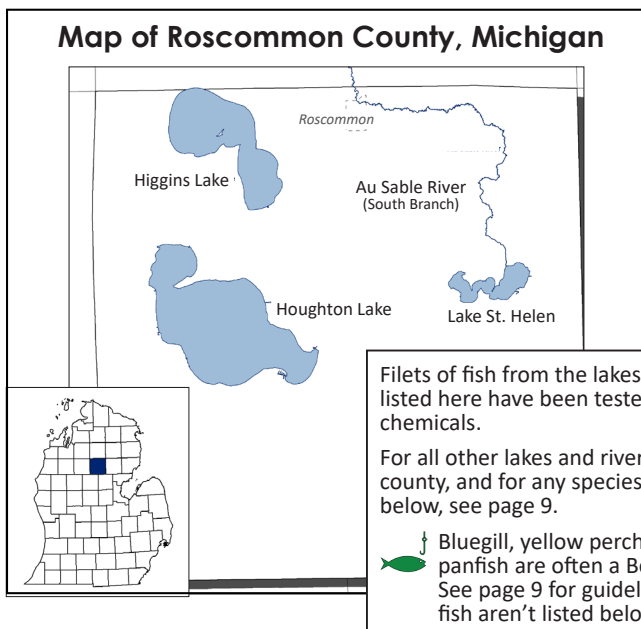 Map of Roscommon County, Michigan
Roscommon
Higgins Lake
Au Sable River
(South Branch)
Houghton Lake
Lake St. Helen
Filets of fish from the lakes
listed here have been teste
chemicals.
For all other lakes and river
county, and for any species
below, see page 9.
Bluegill, yellow perch
panfish are often a Be
See page 9 for guidel
fish aren't listed belo